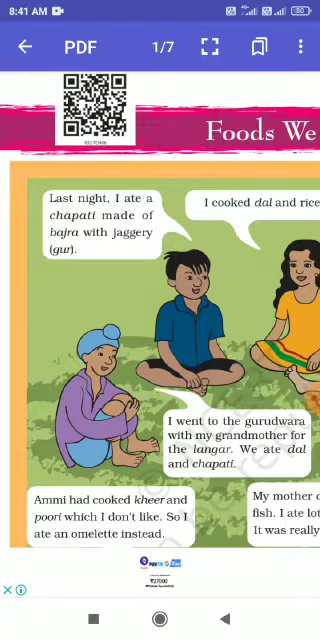 8:41 AM
PDF
1/7
Foods We
Last night, I ate a
chapati made of
bajra with jaggery
(gur).
I cooked dal and rice
I went to the gurudwara
with my grandmother for
the langar. We ate dal
and chapati.
Ammi had cooked kheer and
poori which I don't like. So I
ate an omelette instead.
My mother
fish. I ate lot
It was really
₹27000